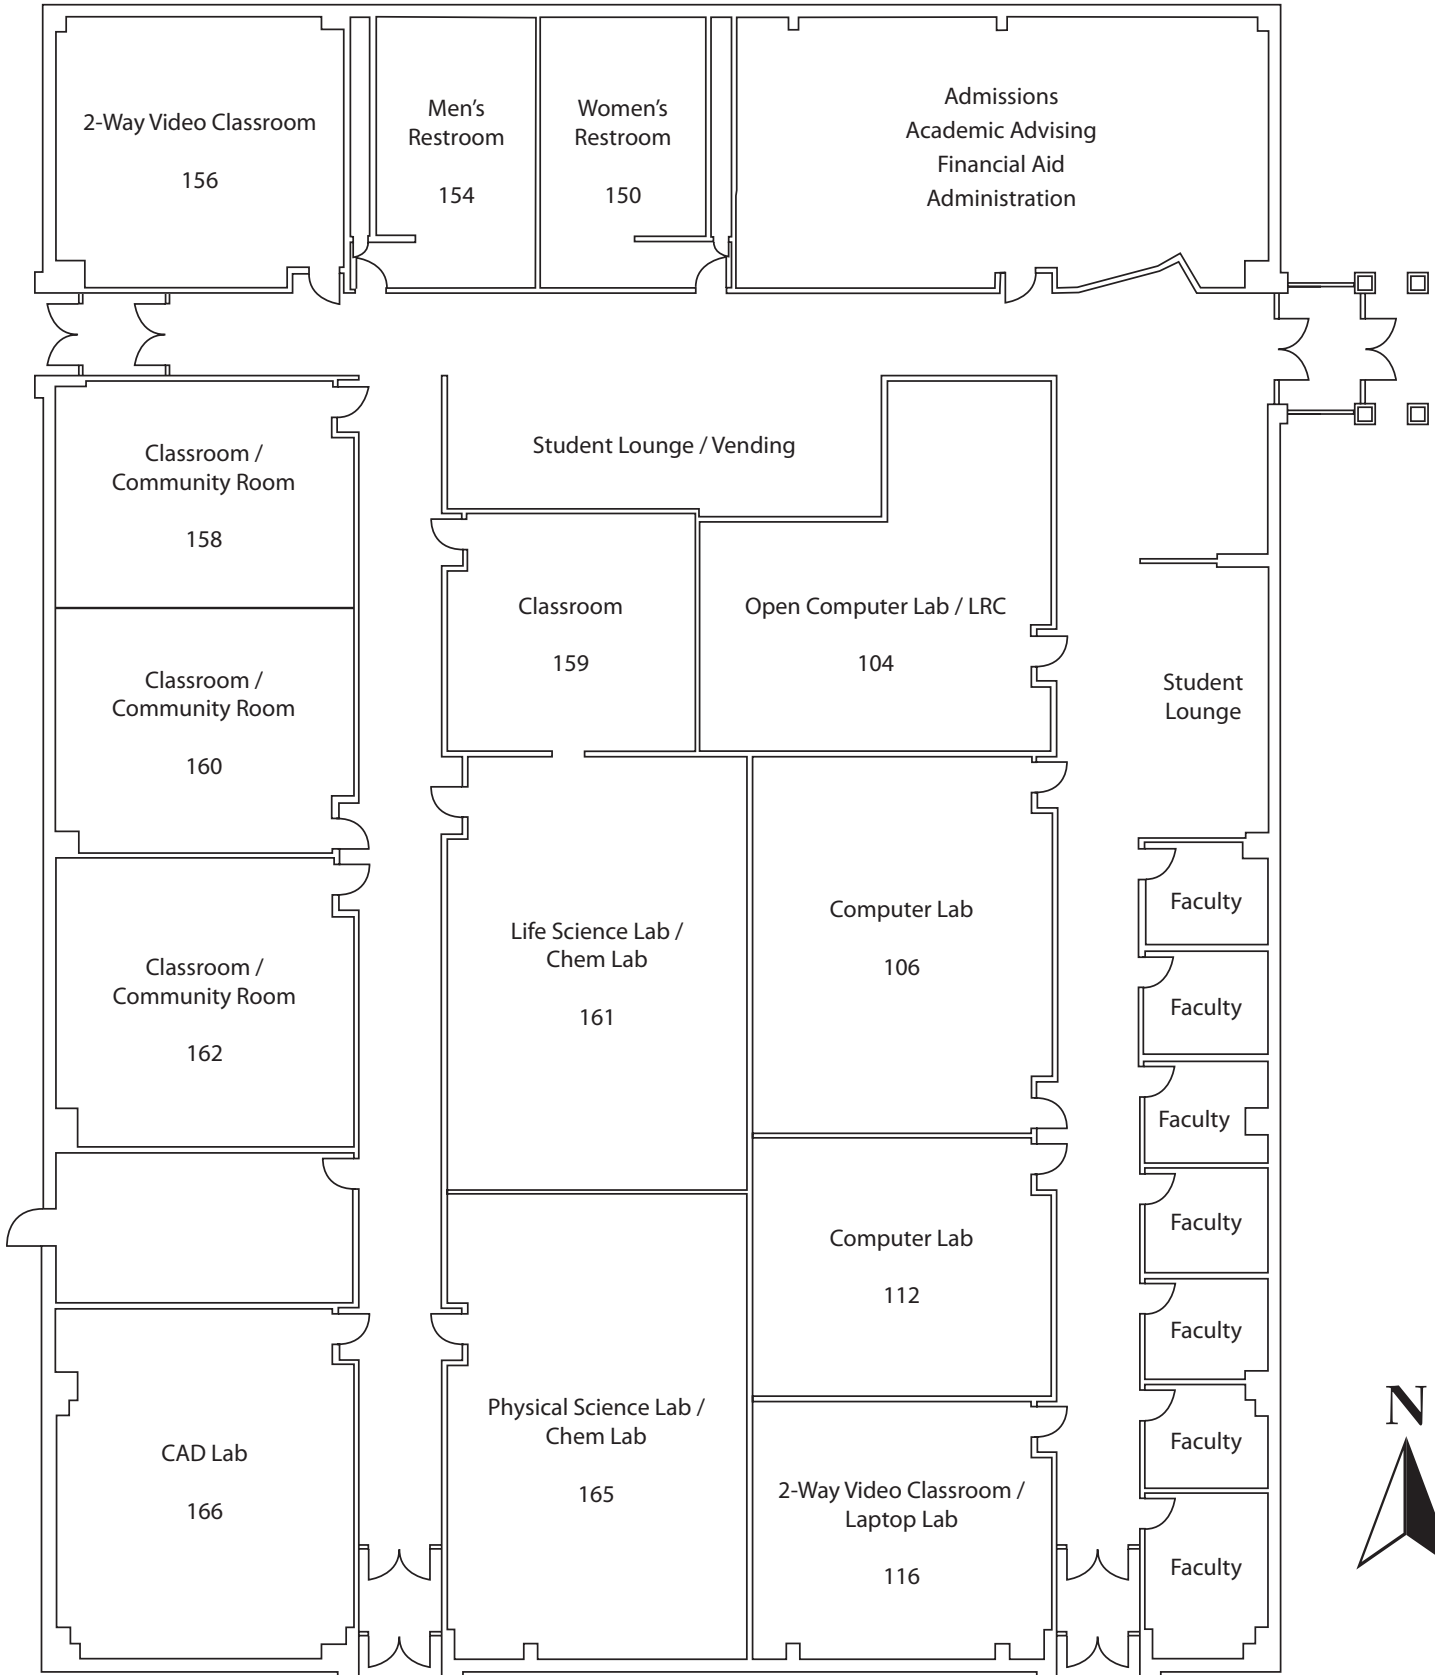 2-Way Video Classroom
156
Men's
Restroom
154
Women's
Restroom
150
Admissions
Academic Advising
Financial Aid
Administration
Classroom /
Community Room
158
Student Lounge / Vending
Classroom
159
Open Computer Lab / LRC
104
Classroom /
Community Room
160
Student
Lounge
Classroom /
Community Room
162
Life Science Lab /
Chem Lab
161
Computer Lab
106
Faculty
Faculty
Faculty
Faculty
Computer Lab
112
Faculty
CAD Lab
166
Physical Science Lab /
Chem Lab
165
2-Way Video Classroom /
Laptop Lab
116
Faculty
Faculty
N